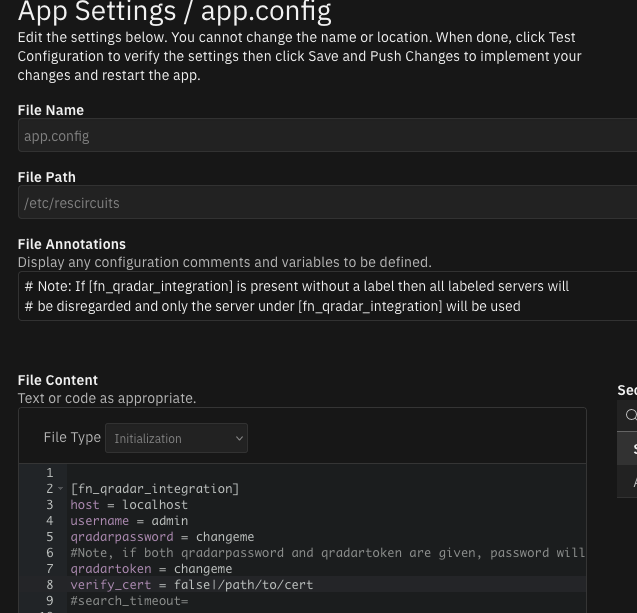 App Settings / app.config
Edit the settings below. You cannot change the name or location. When done, click Test
Configuration to verify the settings then click Save and Push Changes to implement your
changes and restart the app.
File Name
app.config
File Path
/etc/rescircuits
File Annotations
Display any configuration comments and variables to be defined.
# Note: If [fn_qradar_integration] is present without a label then all labeled servers will
# be disregarded and only the server under [fn_qradar_integration] will be used
File Content
Text or code as appropriate.
File Type Initialization
1
2 [fn_qradar_integration]
3 host = localhost
4 username = admin
5 qradarpassword = changeme
6 #Note, if both qradarpassword and qradartoken are given, password will
7 qradartoken = changeme
8 verify_cert = false|/path/to/cert
9 #search_timeout=